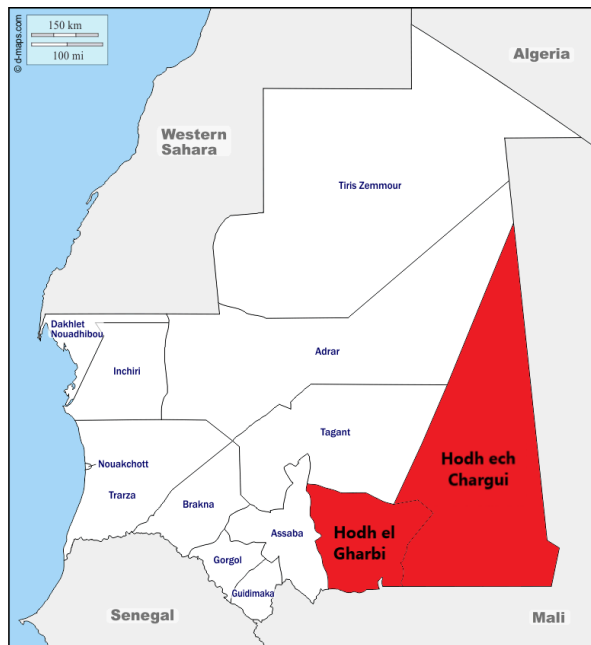 150 km
100 mi
© d-maps.com
Algeria
Western
Sahara
Tiris Zemmour
Dakhlet
Nouadhibou
Inchiri
Adrar
Tagant
Hodh ech
Chargui
Nouakchott
Trarza
Brakna
Assaba
Hodh el
Gharbi
Gorgol
Guidimaka
Senegal
Mali